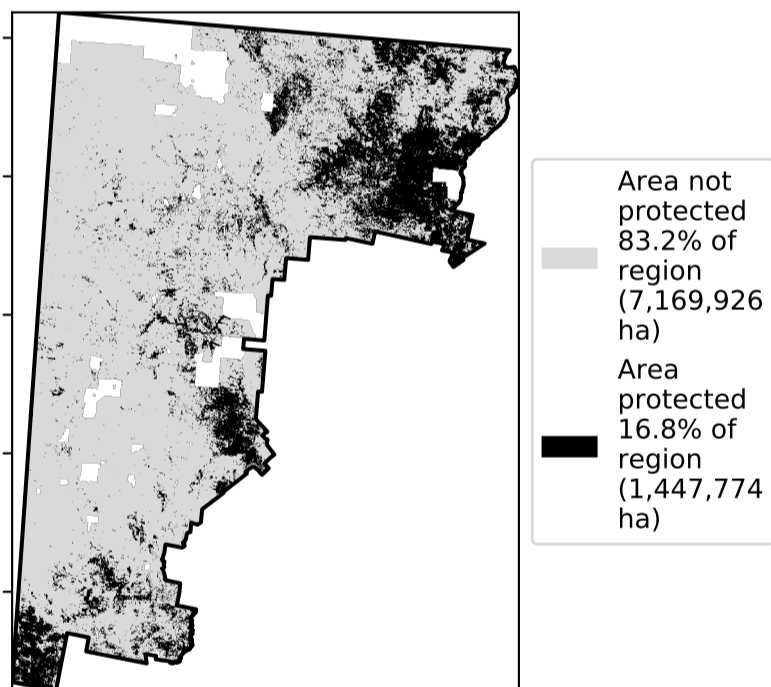 Area not
protected
83.2% of
region
(7,169,926
ha)
Area
protected
16.8% of
region
(1,447,774
ha)